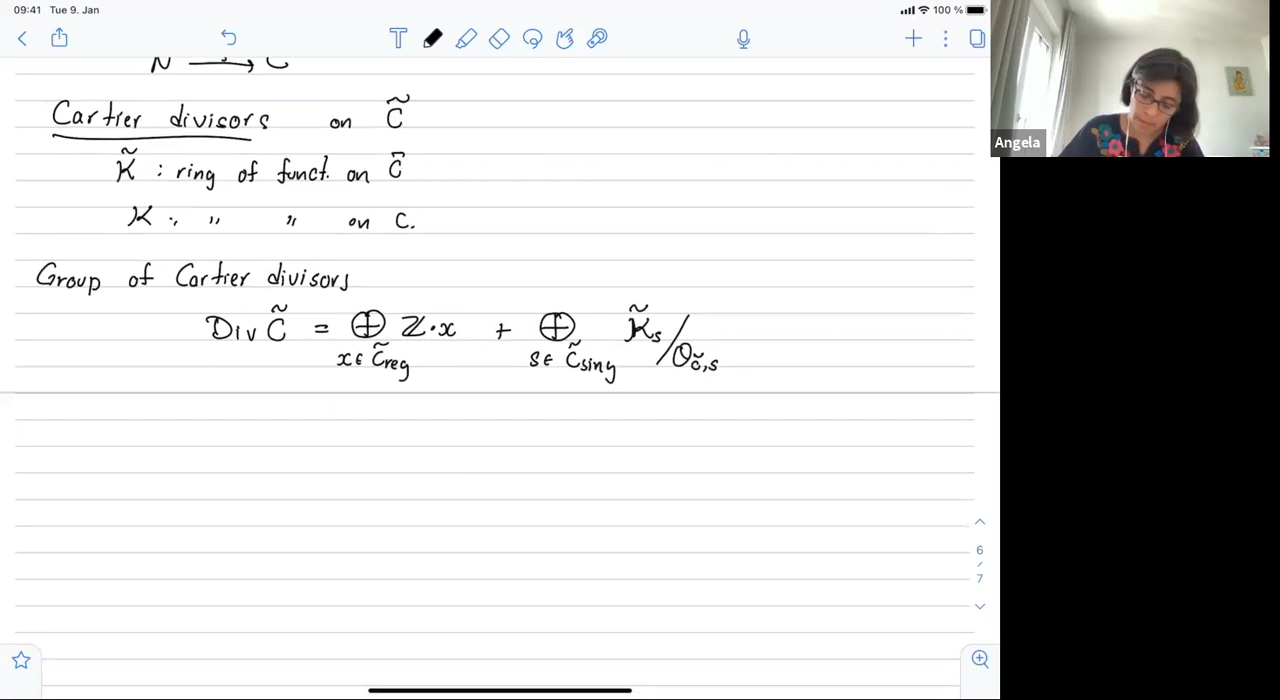 09:41 Tue 9. Jan 100 %
N → C
Cartier divisors on C̃
K̃ : ring of funct. on C̃
K : " " on C.
Group of Cartier divisors
Div C̃ = ⊕ ℤ·x + ⊕ K̃s / O C̃,s
x ∈ C̃reg s ∈ C̃sing
Angela
6
/
7